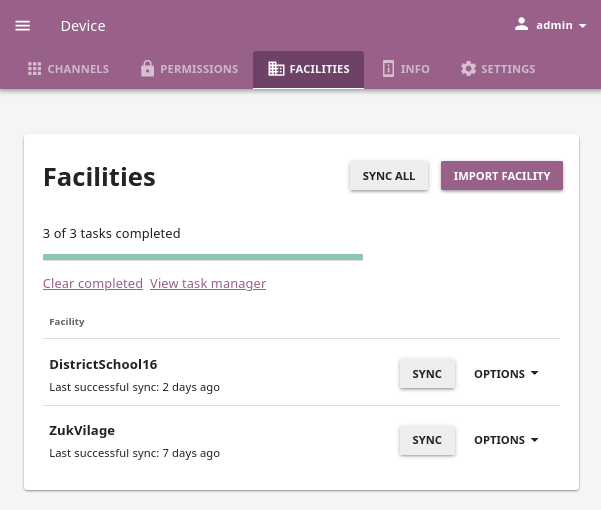 Device
admin
CHANNELS PERMISSIONS FACILITIES INFO SETTINGS
Facilities
SYNC ALL IMPORT FACILITY
3 of 3 tasks completed
Clear completed View task manager
Facility
DistrictSchool16
Last successful sync: 2 days ago
SYNC OPTIONS
ZukVilage
Last successful sync: 7 days ago
SYNC OPTIONS